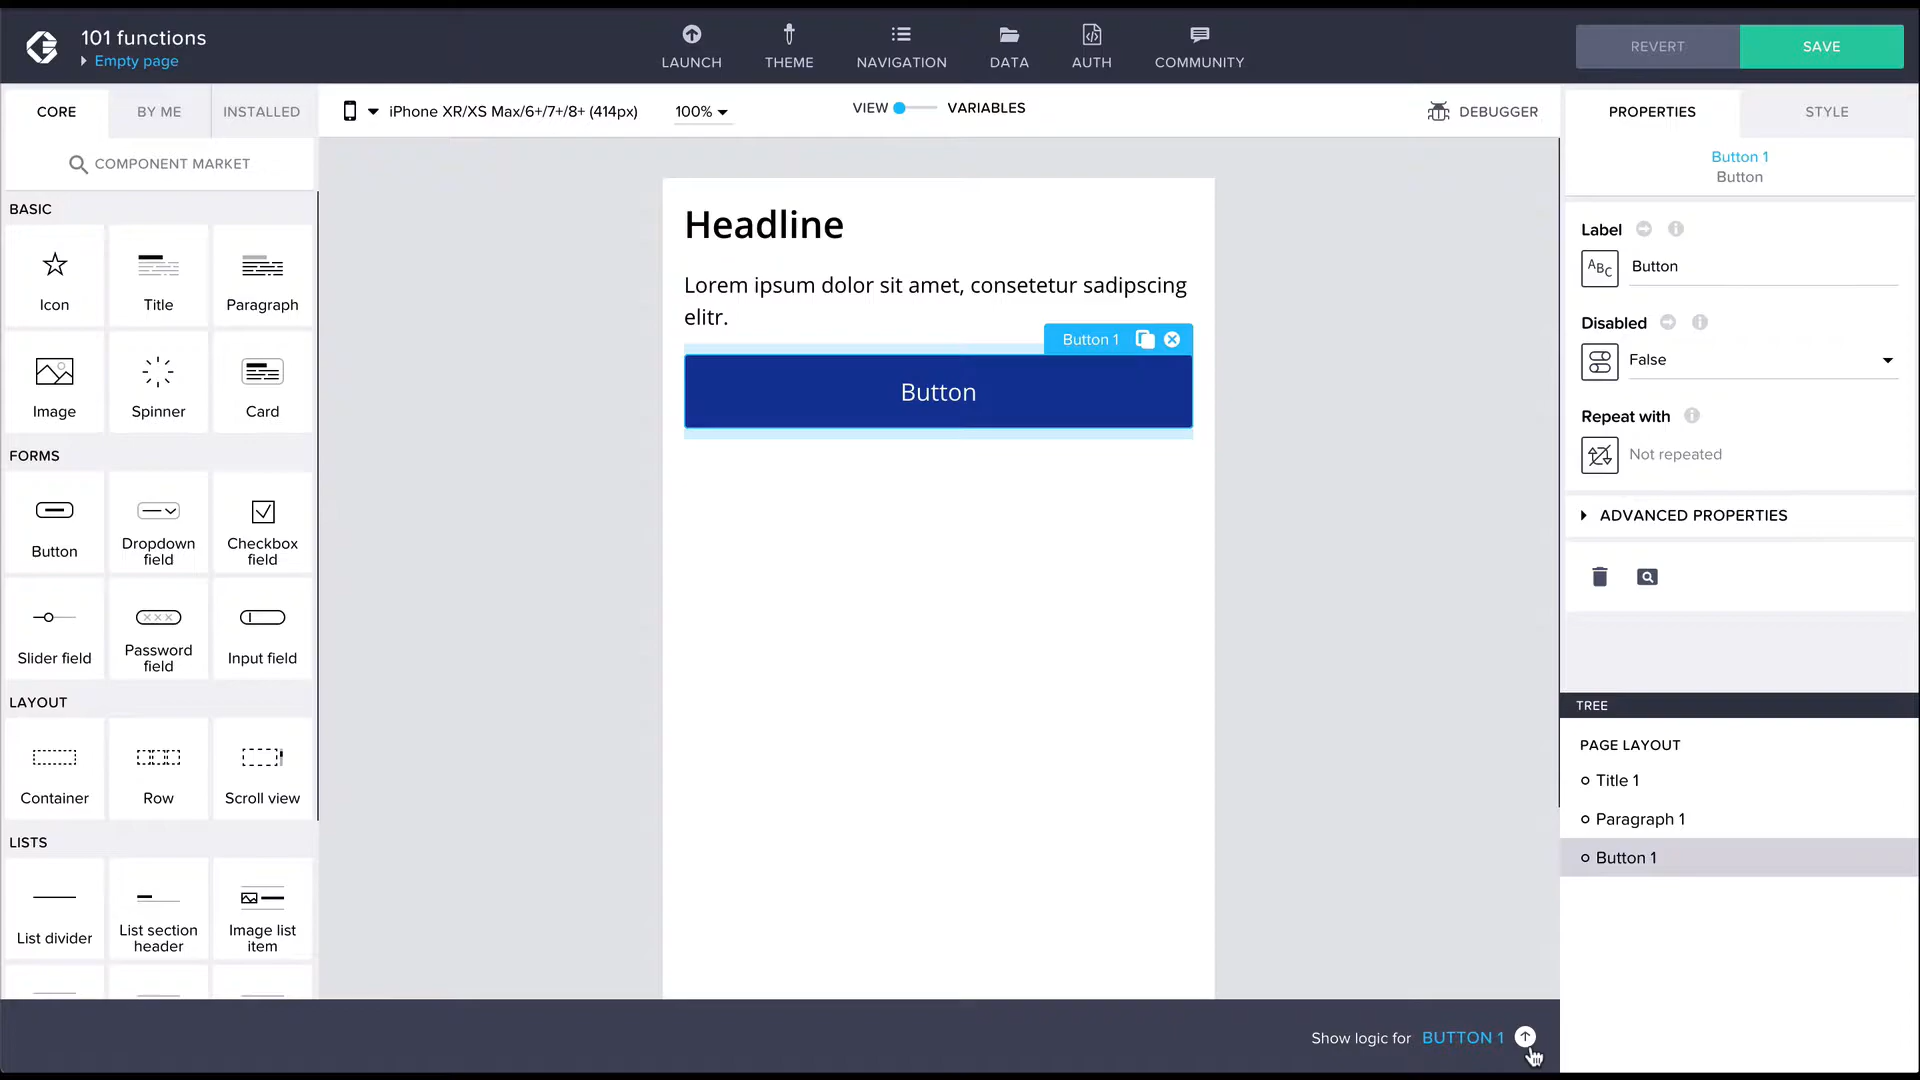 101 functions
Empty page
LAUNCH
THEME
NAVIGATION
DATA
AUTH
COMMUNITY
REVERT
SAVE
CORE
BY ME
INSTALLED
iPhone XR/XS Max/6+/7+/8+ (414px)
100%
VIEW
VARIABLES
DEBUGGER
PROPERTIES
STYLE
COMPONENT MARKET
Button 1
Button
BASIC
Icon
Title
Paragraph
Image
Spinner
Card
FORMS
Button
Dropdown
field
Checkbox
field
Slider field
Password
field
Input field
LAYOUT
Container
Row
Scroll view
LISTS
List divider
List section
header
Image list
item
Headline
Lorem ipsum dolor sit amet, consetetur sadipscing
elitr.
Button 1
Button
Label
ABC
Button
Disabled
False
Repeat with
Not repeated
ADVANCED PROPERTIES
TREE
PAGE LAYOUT
Title 1
Paragraph 1
Button 1
Show logic for BUTTON 1